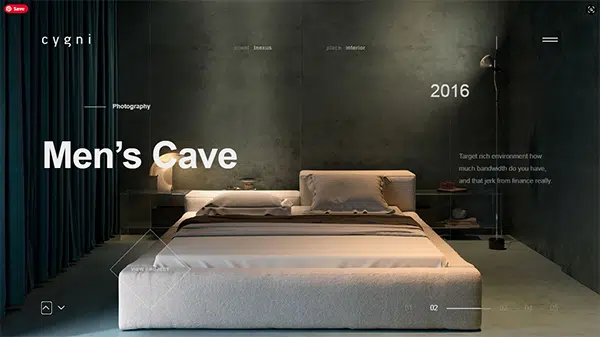 Save
cygni
client inexus
place interior
2016
Photography
Men's Cave
Target rich environment how
much bandwidth do you have,
and that jerk from finance really
VIEW PROJECT
02